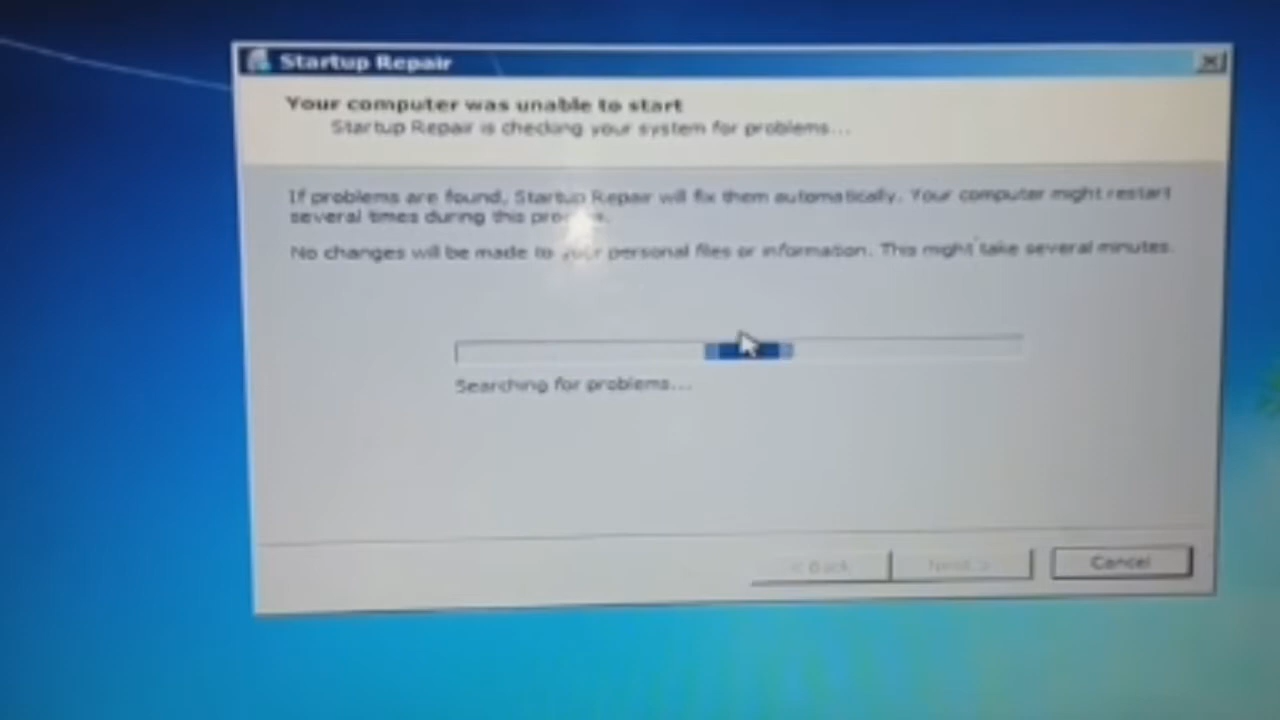 Startup Repair
Your computer was unable to start
Startup Repair is checking your system for problems...
If problems are found, Startup Repair will fix them automatically. Your computer might restart
several times during this process.
No changes will be made to your personal files or information. This might take several minutes.
Searching for problems...
< Back
Next >
Cancel